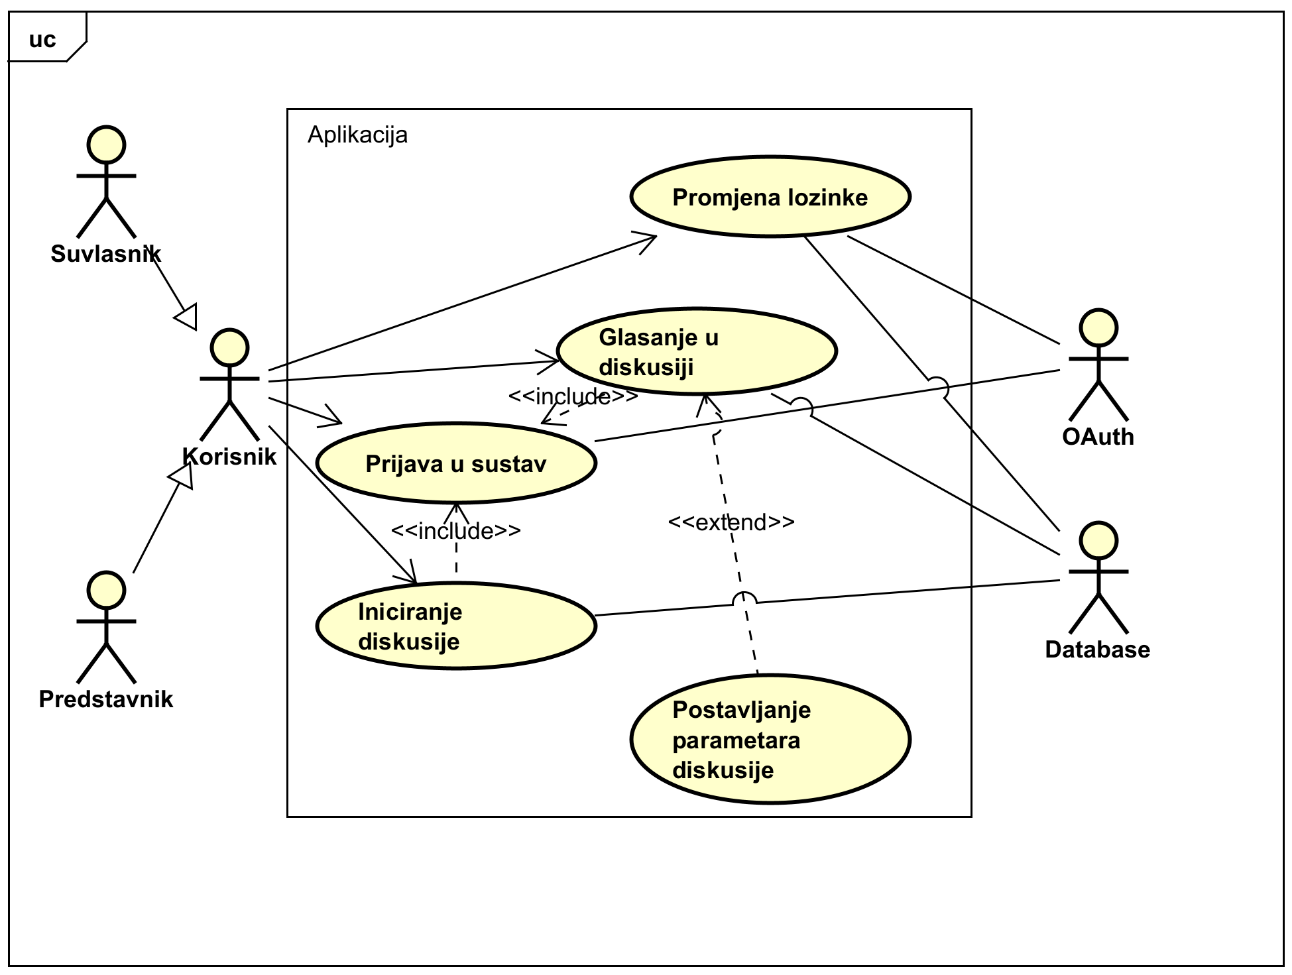 uc
Aplikacija
Suvlasnik
Promjena lozinke
Glasanje u
diskusiji
<<include>>
OAuth
Korisnik
Prijava u sustav
<<include>>
<<extend>>
Iniciranje
diskusije
Database
Predstavnik
Postavljanje
parametara
diskusije